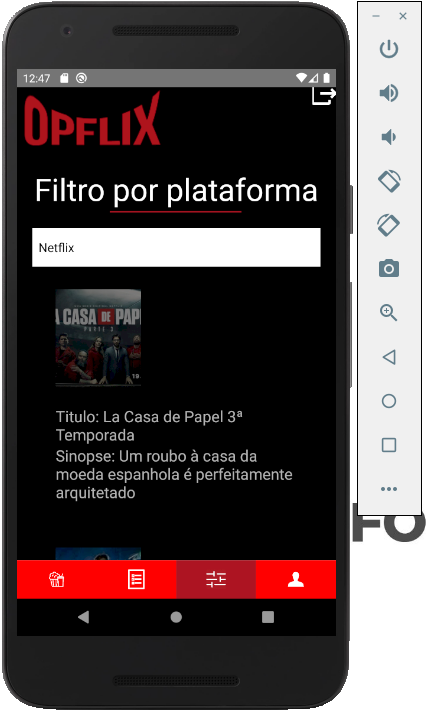 12:47
OPFLIX
Filtro por plataforma
Netflix
LA CASA DE PAPEL
PARTE 3
19
Titulo: La Casa de Papel 3ª
Temporada
Sinopse: Um roubo à casa da
moeda espanhola é perfeitamente
arquitetado
FO